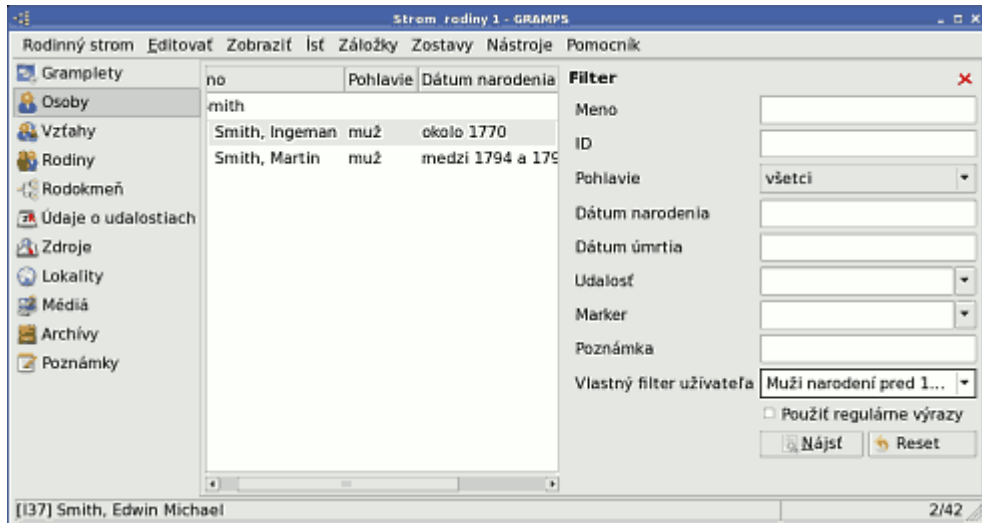 Strom rodiny 1 - GRAMPS
Rodinný strom Editovať Zobraziť Ísť Záložky Zostavy Nástroje Pomocník
Gramplety
Osoby
Vzťahy
Rodiny
Rodokmeň
Údaje o udalostiach
Zdroje
Lokality
Médiá
Archívy
Poznámky
no Pohlavie Dátum narodenia
mith
Smith, Ingeman muž okolo 1770
Smith, Martin muž medzi 1794 a 179
Filter
Meno
ID
Pohlavie všetci
Dátum narodenia
Dátum úmrtia
Udalosť
Marker
Poznámka
Vlastný filter užívateľa Muži narodení pred 1...
Použiť regulárne výrazy
Nájsť Reset
[I37] Smith, Edwin Michael 2/42